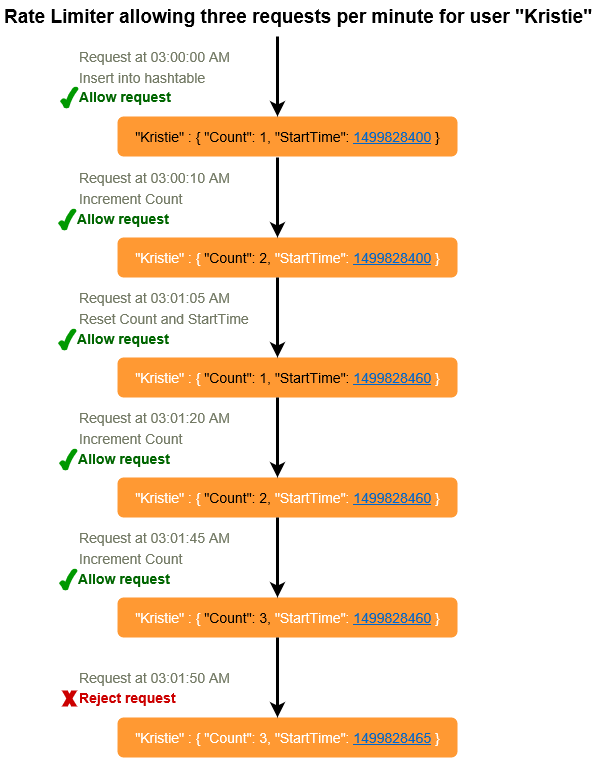 Rate Limiter allowing three requests per minute for user "Kristie"
Request at 03:00:00 AM
Insert into hashtable
Allow request
"Kristie" : { "Count": 1, "StartTime": 1499828400 }
Request at 03:00:10 AM
Increment Count
Allow request
"Kristie" : { "Count": 2, "StartTime": 1499828400 }
Request at 03:01:05 AM
Reset Count and StartTime
Allow request
"Kristie" : { "Count": 1, "StartTime": 1499828460 }
Request at 03:01:20 AM
Increment Count
Allow request
"Kristie" : { "Count": 2, "StartTime": 1499828460 }
Request at 03:01:45 AM
Increment Count
Allow request
"Kristie" : { "Count": 3, "StartTime": 1499828460 }
Request at 03:01:50 AM
Reject request
"Kristie" : { "Count": 3, "StartTime": 1499828465 }